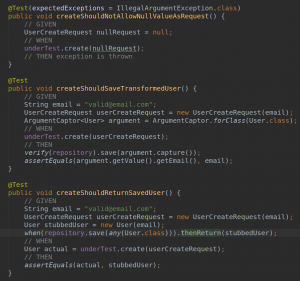 @Test(expectedExceptions = IllegalArgumentException.class)
public void createShouldNotAllowNullValueAsRequest() {
// GIVEN
UserCreateRequest nullRequest = null;
// WHEN
underTest.create(nullRequest);
// THEN exception is thrown
}
@Test
public void createShouldSaveTransformedUser() {
// GIVEN
String email = "valid@email.com";
UserCreateRequest userCreateRequest = new UserCreateRequest(email);
ArgumentCaptor<User> argument = ArgumentCaptor.forClass(User.class);
// WHEN
underTest.create(userCreateRequest);
// THEN
verify(repository).save(argument.capture());
assertEquals(argument.getValue().getEmail(), email);
}
@Test
public void createShouldReturnSavedUser() {
// GIVEN
String email = "valid@email.com";
UserCreateRequest userCreateRequest = new UserCreateRequest(email);
User stubbedUser = new User(email);
when(repository.save(any(User.class))).thenReturn(stubbedUser);
// WHEN
User actual = underTest.create(userCreateRequest);
// THEN
assertEquals(actual, stubbedUser);
}